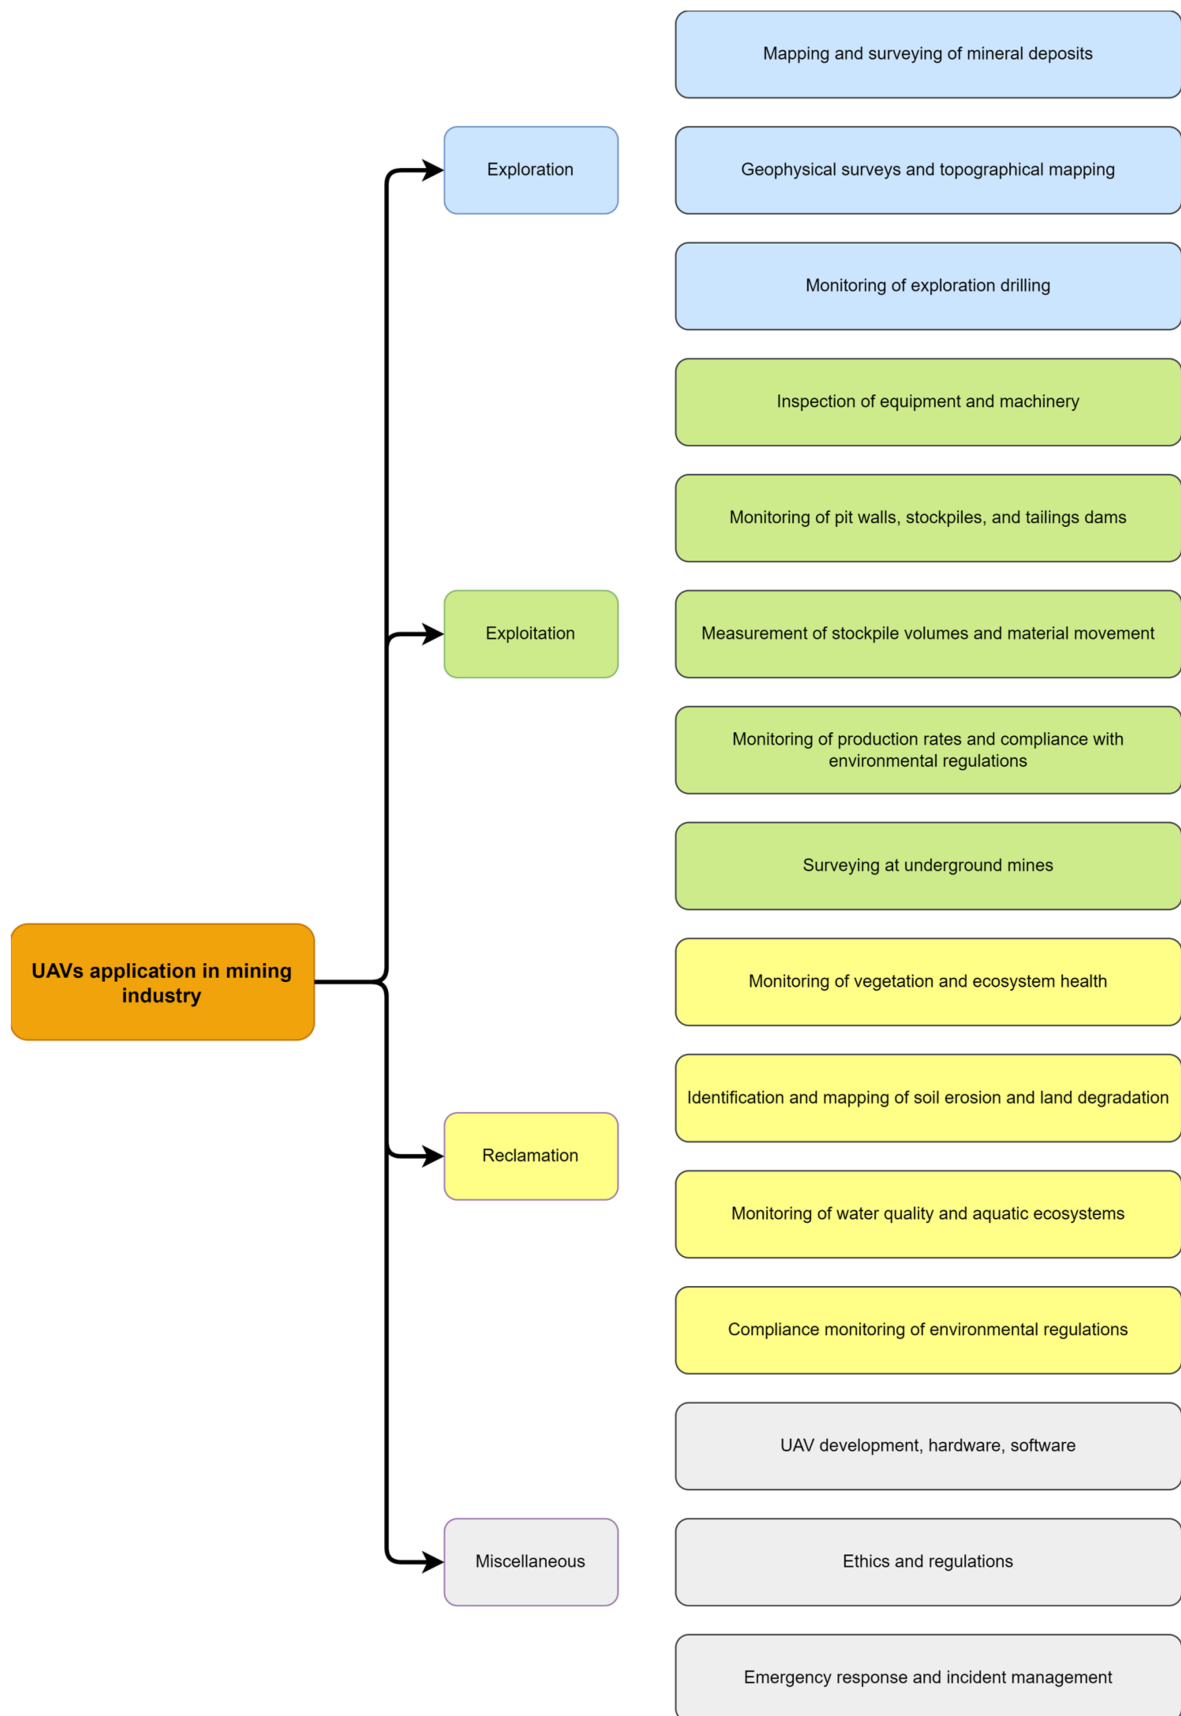 Mapping and surveying of mineral deposits
Exploration
Geophysical surveys and topographical mapping
Monitoring of exploration drilling
Inspection of equipment and machinery
Monitoring of pit walls, stockpiles, and tailings dams
Exploitation
Measurement of stockpile volumes and material movement
Monitoring of production rates and compliance with
environmental regulations
Surveying at underground mines
UAVs application in mining
industry
Monitoring of vegetation and ecosystem health
Identification and mapping of soil erosion and land degradation
Reclamation
Monitoring of water quality and aquatic ecosystems
Compliance monitoring of environmental regulations
UAV development, hardware, software
Miscellaneous
Ethics and regulations
Emergency response and incident management